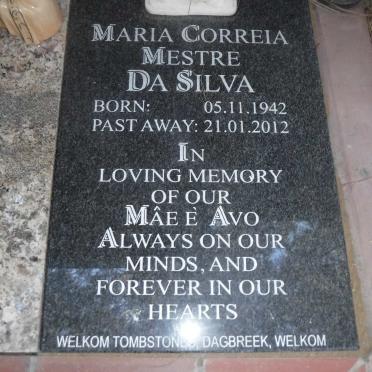 MARIA CORREIA
MESTRE
DA SILVA
BORN: 05.11.1942
PAST AWAY: 21.01.2012
IN
LOVING MEMORY
OF OUR
MÂE È AVO
ALWAYS ON OUR
MINDS, AND
FOREVER IN OUR
HEARTS
WELKOM TOMBSTONES, DAGBREEK, WELKOM